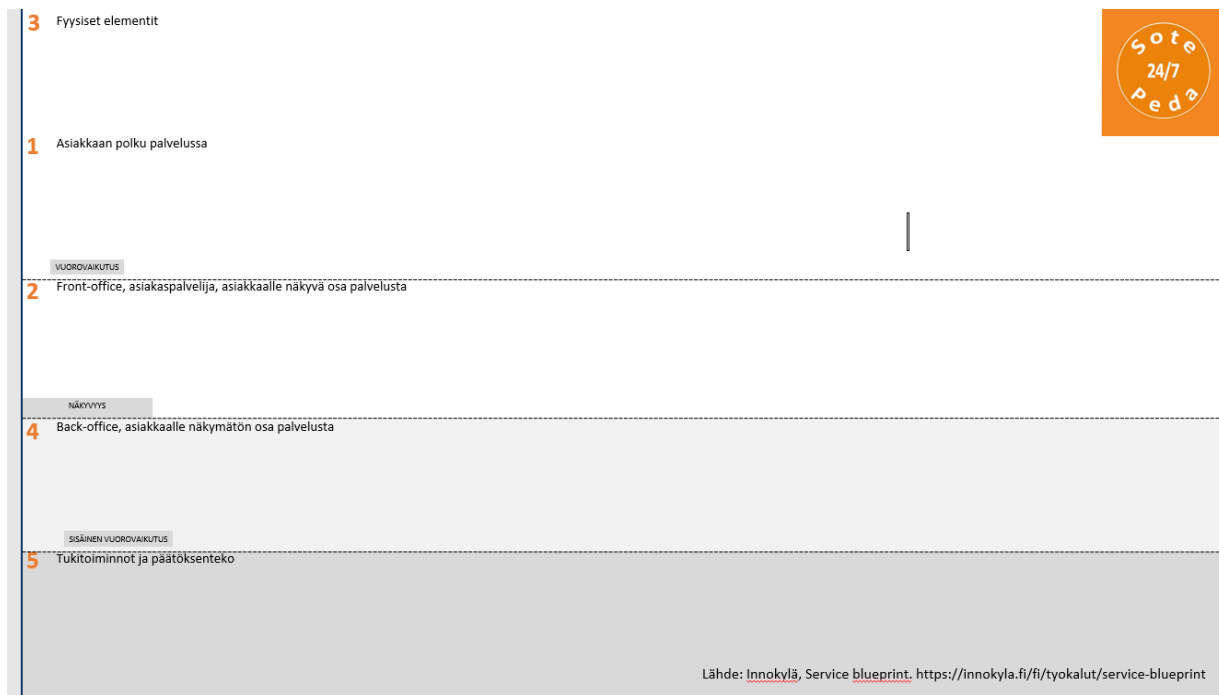 3 Fyysiset elementit
Sote
24/7
Peda
1 Asiakkaan polku palvelussa
VUOROVAIKUTUS
2 Front-office, asiakaspalvelija, asiakkaalle näkyvä osa palvelusta
NÄKYVYYS
4 Back-office, asiakkaalle näkymätön osa palvelusta
SISÄINEN VUOROVAIKUTUS
5 Tukitoiminnot ja päätöksenteko
Lähde: Innokylä, Service blueprint. https://innokyla.fi/fi/tyokalut/service-blueprint